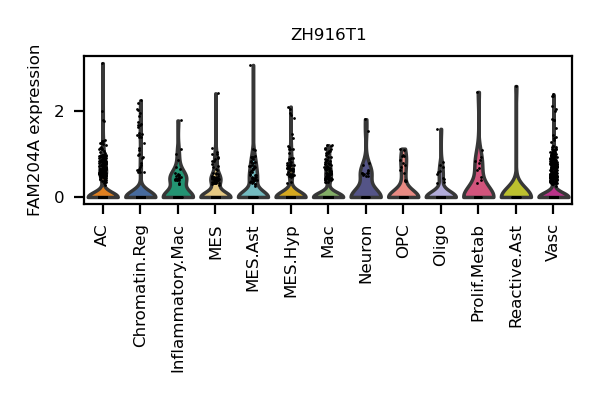 ZH916T1
FAM204A expression
2
0
AC
Chromatin.Reg
Inflammatory.Mac
MES
MES.Ast
MES.Hyp
Mac
Neuron
OPC
Oligo
Prolif.Metab
Reactive.Ast
Vasc